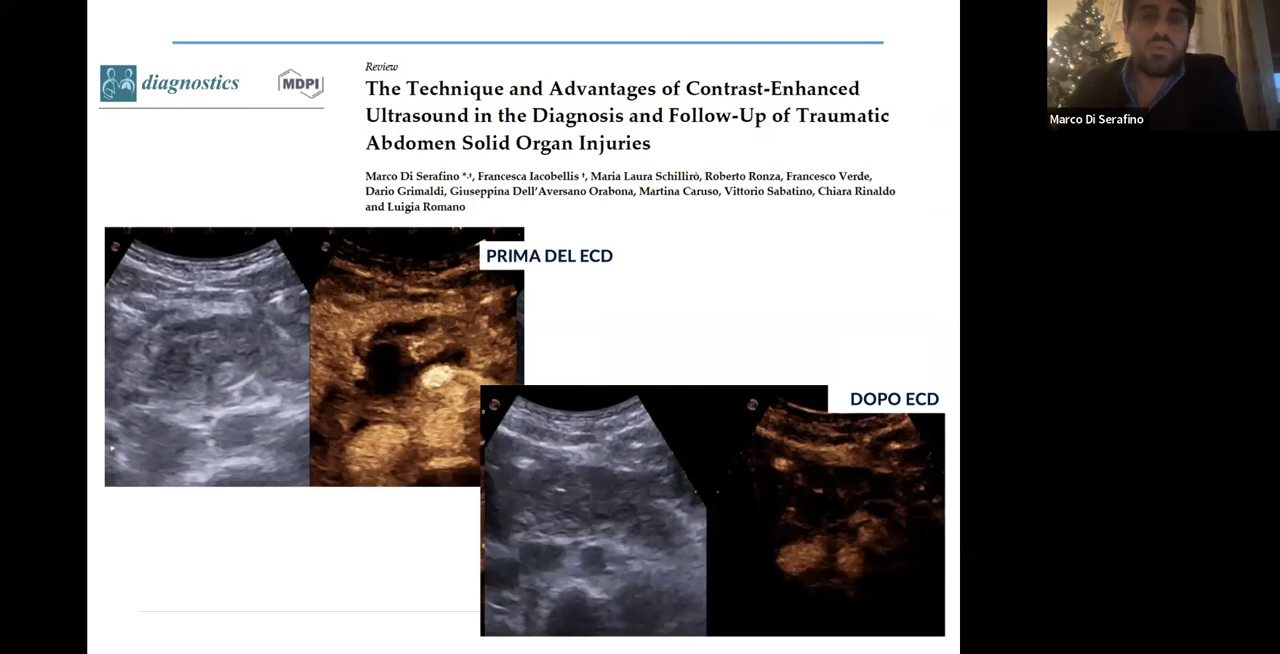 diagnostics
MDPI
Review
The Technique and Advantages of Contrast-Enhanced
Ultrasound in the Diagnosis and Follow-Up of Traumatic
Abdomen Solid Organ Injuries
Marco Di Serafino *,†, Francesca Iacobellis †, Maria Laura Schillirò, Roberto Ronza, Francesco Verde,
Dario Grimaldi, Giuseppina Dell’Aversano Orabona, Martina Caruso, Vittorio Sabatino, Chiara Rinaldo
and Luigia Romano
PRIMA DEL ECD
DOPO ECD
Marco Di Serafino